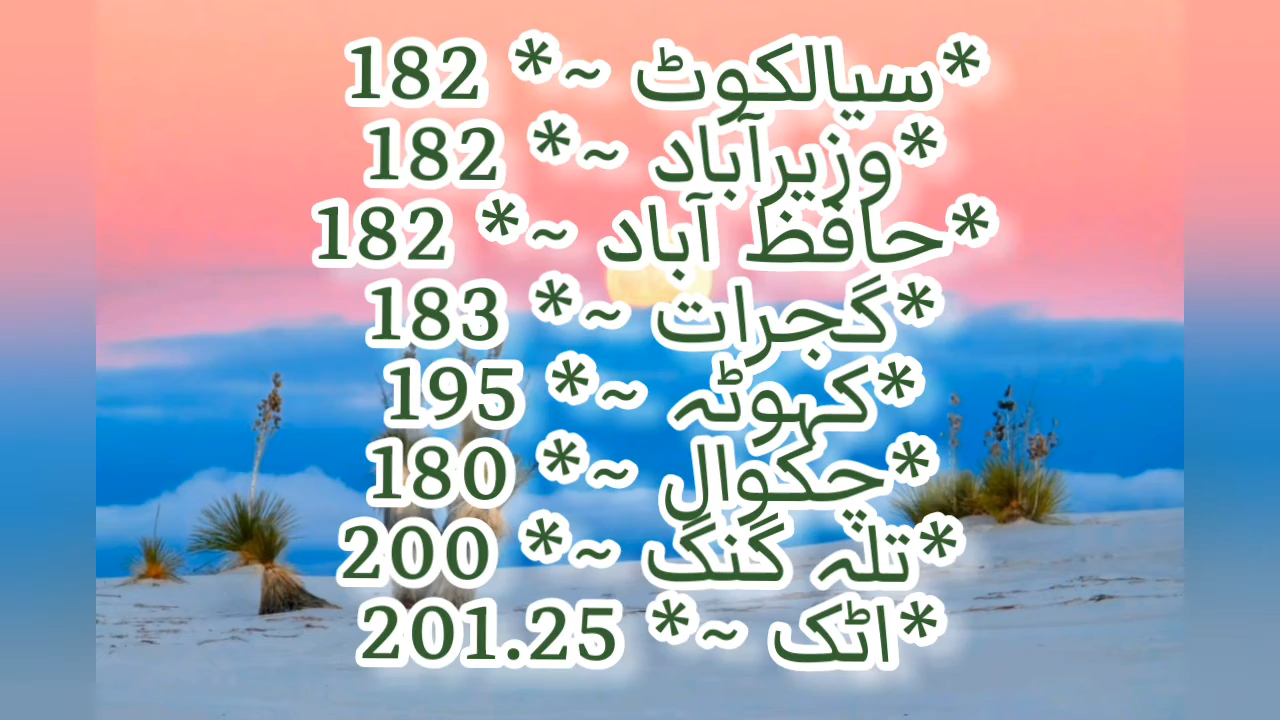 *سیالکوٹ ~* 182
*وزیرآباد ~* 182
*حافظ آباد ~* 182
*گجرات ~* 183
*کہوٹہ ~* 195
*چکوال ~* 180
*تلہ گنگ ~* 200
*اٹک ~* 201.25